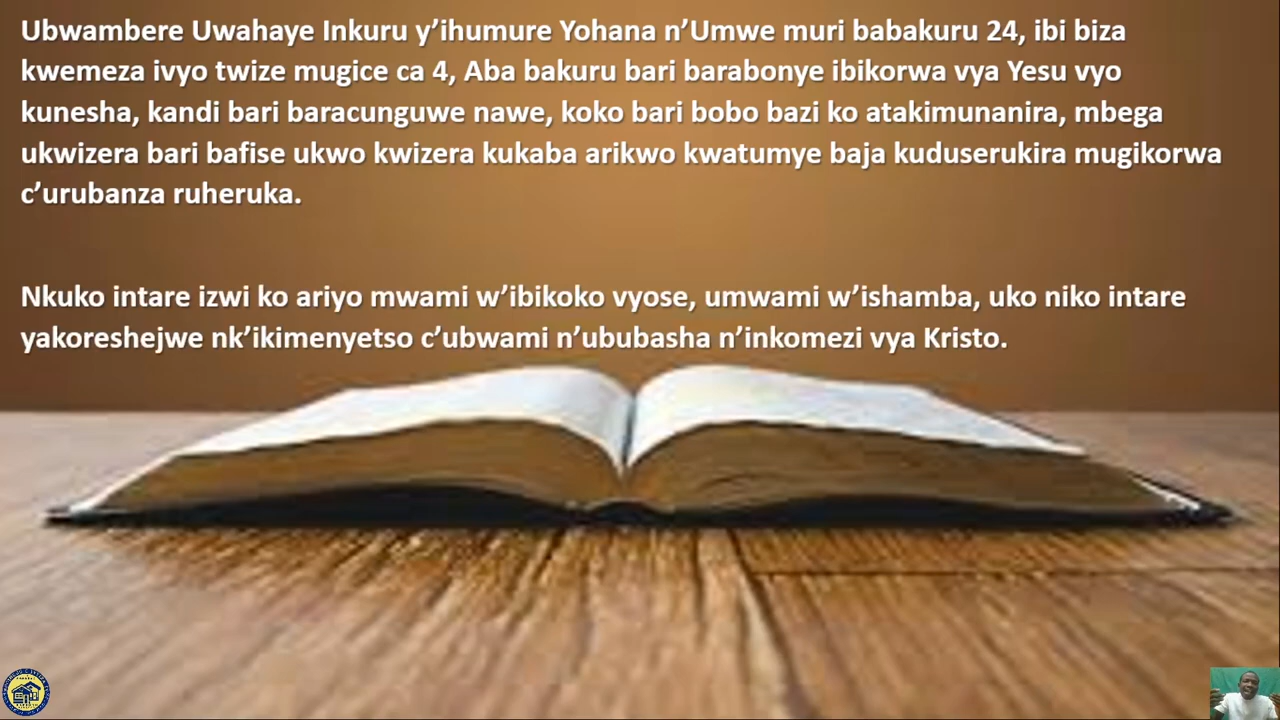 Ubwambere Uwahaye Inkuru y’ihumure Yohana n’Umwe muri babakuru 24, ibi biza
kwemeza ivyo twize mugice ca 4, Aba bakuru bari barabonye ibikorwa vya Yesu vyo
kunesha, kandi bari baracunguwe nawe, koko bari bobo bazi ko atakimunanira, mbega
ukwizera bari bafise ukwo kwizera kukaba arikwo kwatumye baja kuduserukira mugikorwa
c’urubanza ruheruka.
Nkuko intare izwi ko ariyo mwami w’ibikoko vyose, umwami w’ishamba, uko niko intare
yakoreshejwe nk’ikimenyetso c’ubwami n’ububasha n’inkomezi vya Kristo.